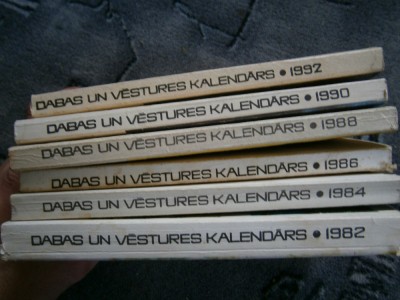 DABAS UN VĒSTURES KALENDĀRS • 1992
DABAS UN VĒSTURES KALENDĀRS • 1990
DABAS UN VĒSTURES KALENDĀRS • 1988
DABAS UN VĒSTURES KALENDĀRS • 1986
DABAS UN VĒSTURES KALENDĀRS • 1984
DABAS UN VĒSTURES KALENDĀRS • 1982